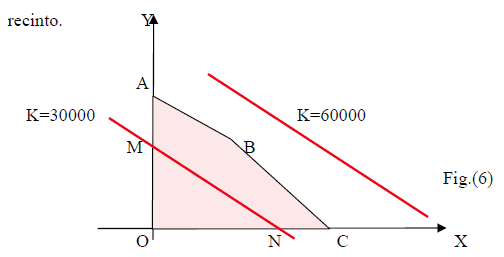 recinto.
Y
A
K=30000 K=60000
M B
Fig.(6)
O N C X